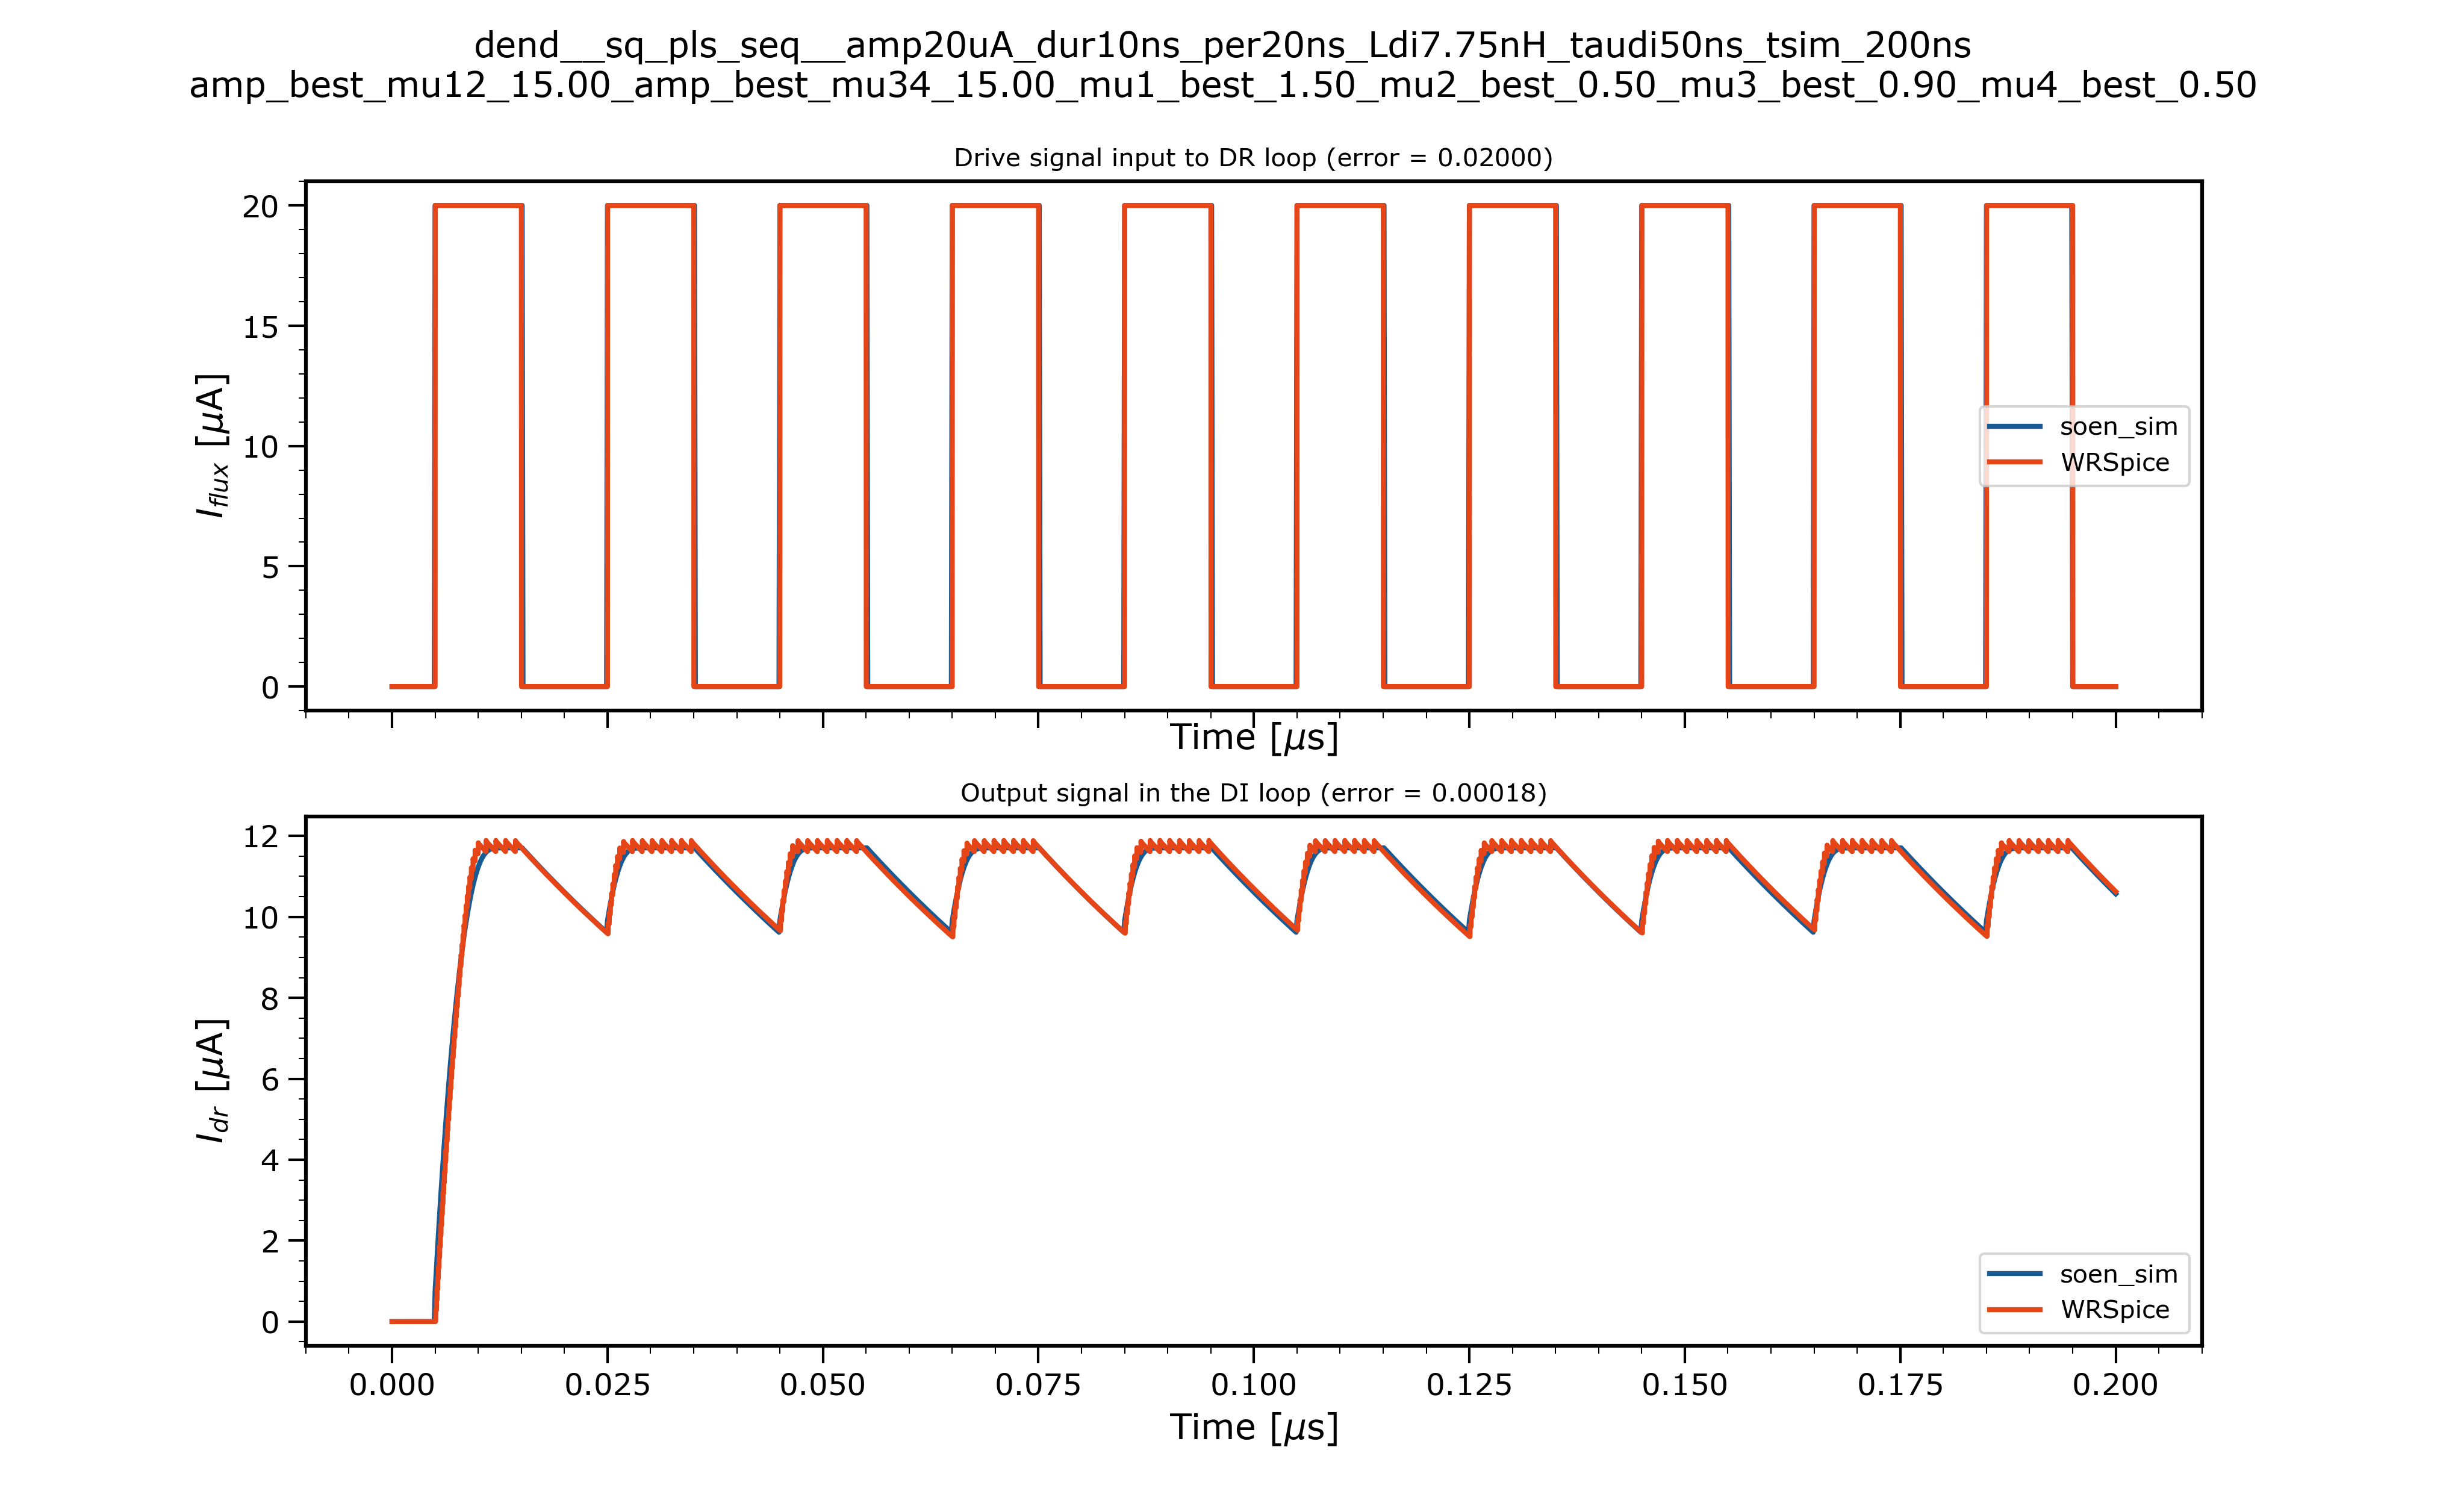 dend__sq_pls_seq__amp20uA_dur10ns_per20ns_Ldi7.75nH_taudi50ns_tsim_200ns
amp_best_mu12_15.00_amp_best_mu34_15.00_mu1_best_1.50_mu2_best_0.50_mu3_best_0.90_mu4_best_0.50
Drive signal input to DR loop (error = 0.02000)
20
15
10
5
0
I_flux [μA]
soen_sim
WRSpice
Time [μs]
Output signal in the DI loop (error = 0.00018)
12
10
8
6
4
2
0
I_dr [μA]
soen_sim
WRSpice
0.000 0.025 0.050 0.075 0.100 0.125 0.150 0.175 0.200
Time [μs]